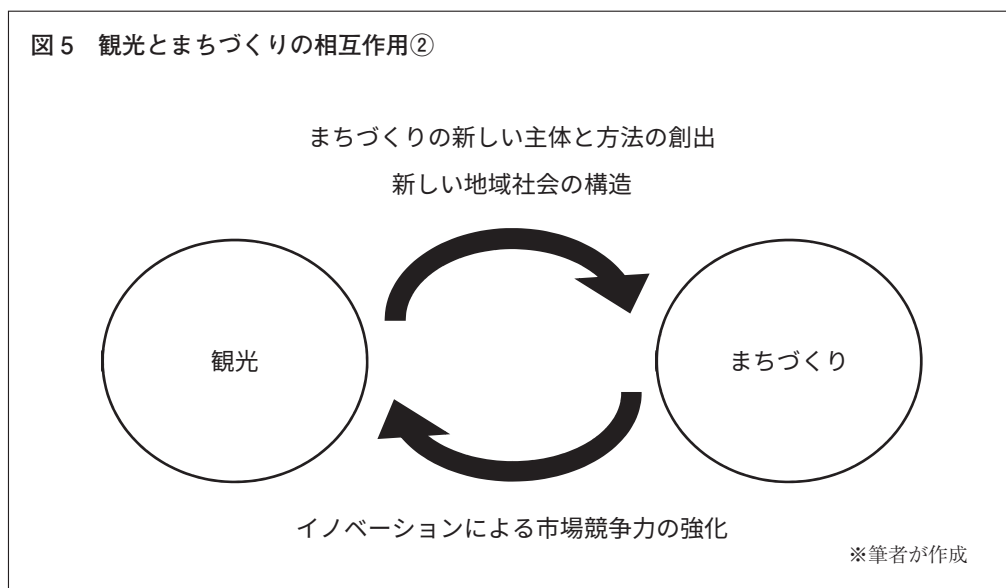 図5 観光とまちづくりの相互作用②
まちづくりの新しい主体と方法の創出
新しい地域社会の構造
観光
まちづくり
イノベーションによる市場競争力の強化
※筆者が作成